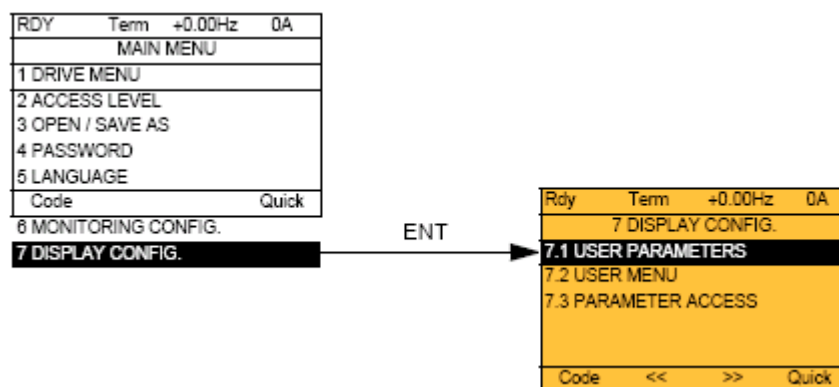 RDY Term +0.00Hz 0A
MAIN MENU
1 DRIVE MENU
2 ACCESS LEVEL
3 OPEN / SAVE AS
4 PASSWORD
5 LANGUAGE
Code Quick
6 MONITORING CONFIG.
7 DISPLAY CONFIG.
ENT
Rdy Term +0.00Hz 0A
7 DISPLAY CONFIG.
7.1 USER PARAMETERS
7.2 USER MENU
7.3 PARAMETER ACCESS
Code << >> Quick